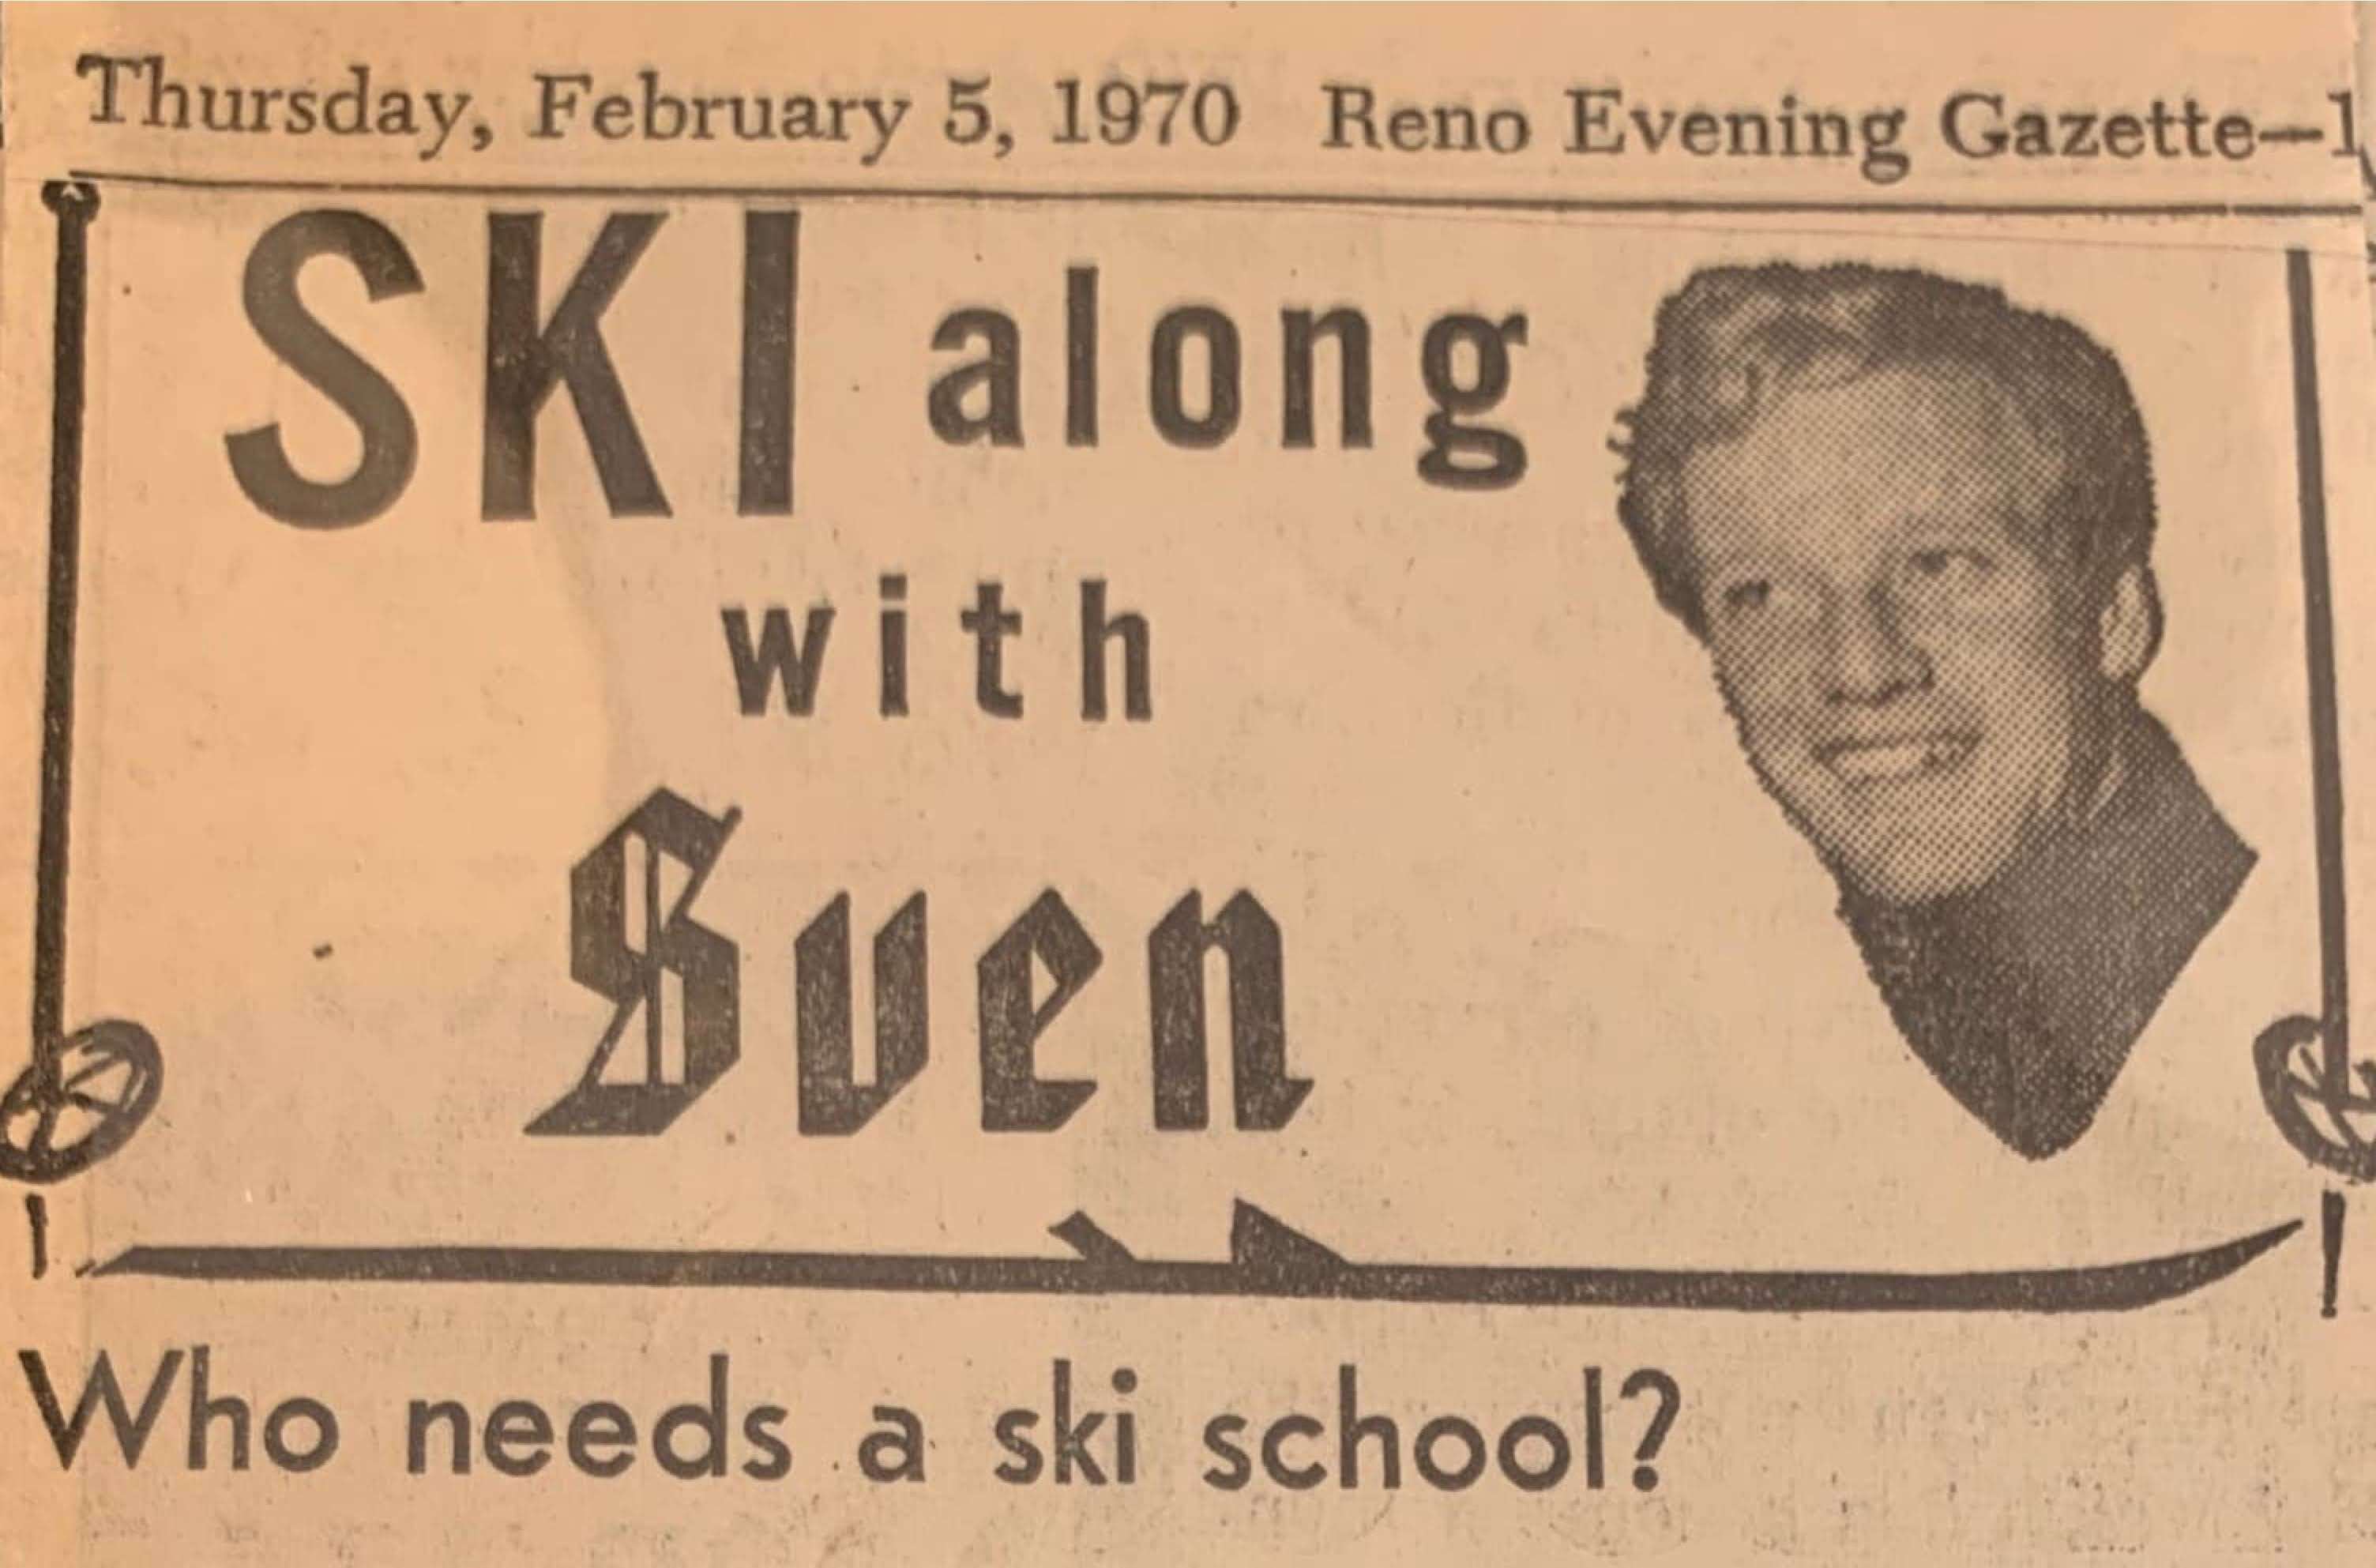 Thursday, February 5, 1970 Reno Evening Gazette—1
SKI along
with
Sven
Who needs a ski school?